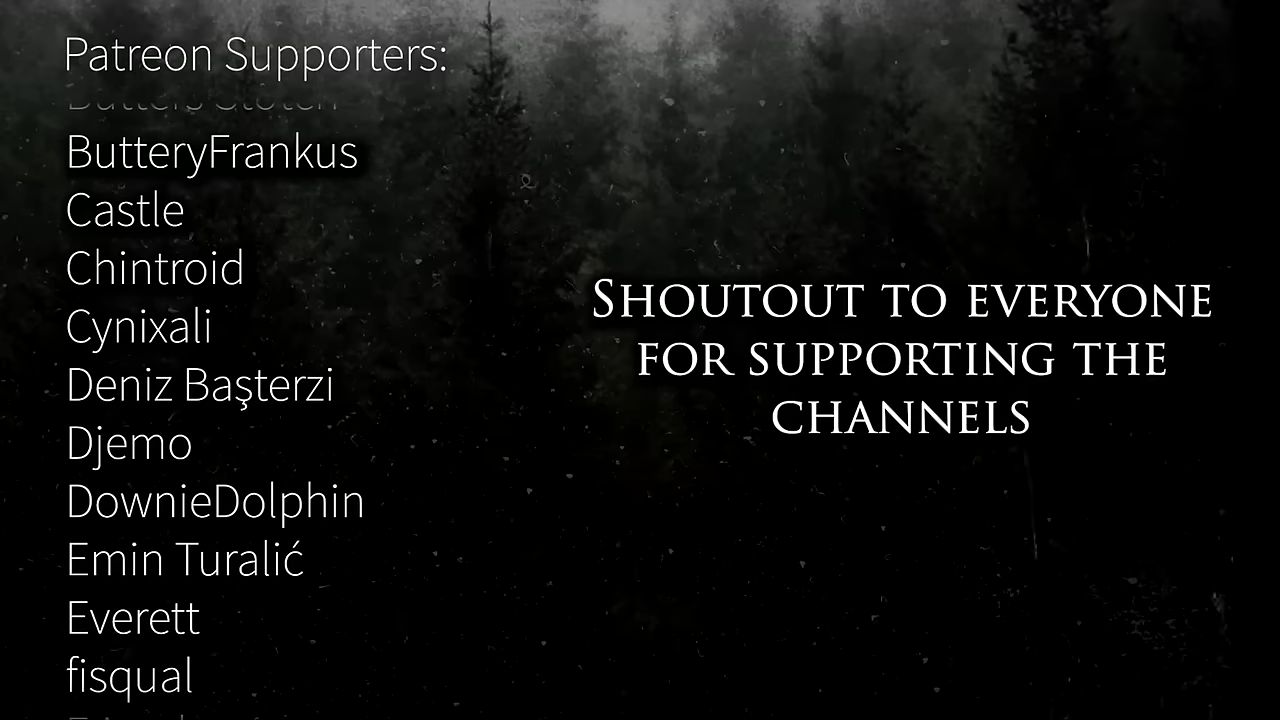 Patreon Supporters:
ButteryFrankus
Castle
Chintroid
Cynixali
Deniz Başterzi
Djemo
DownieDolphin
Emin Turalić
Everett
fisqual
Shoutout to everyone
for supporting the
channels